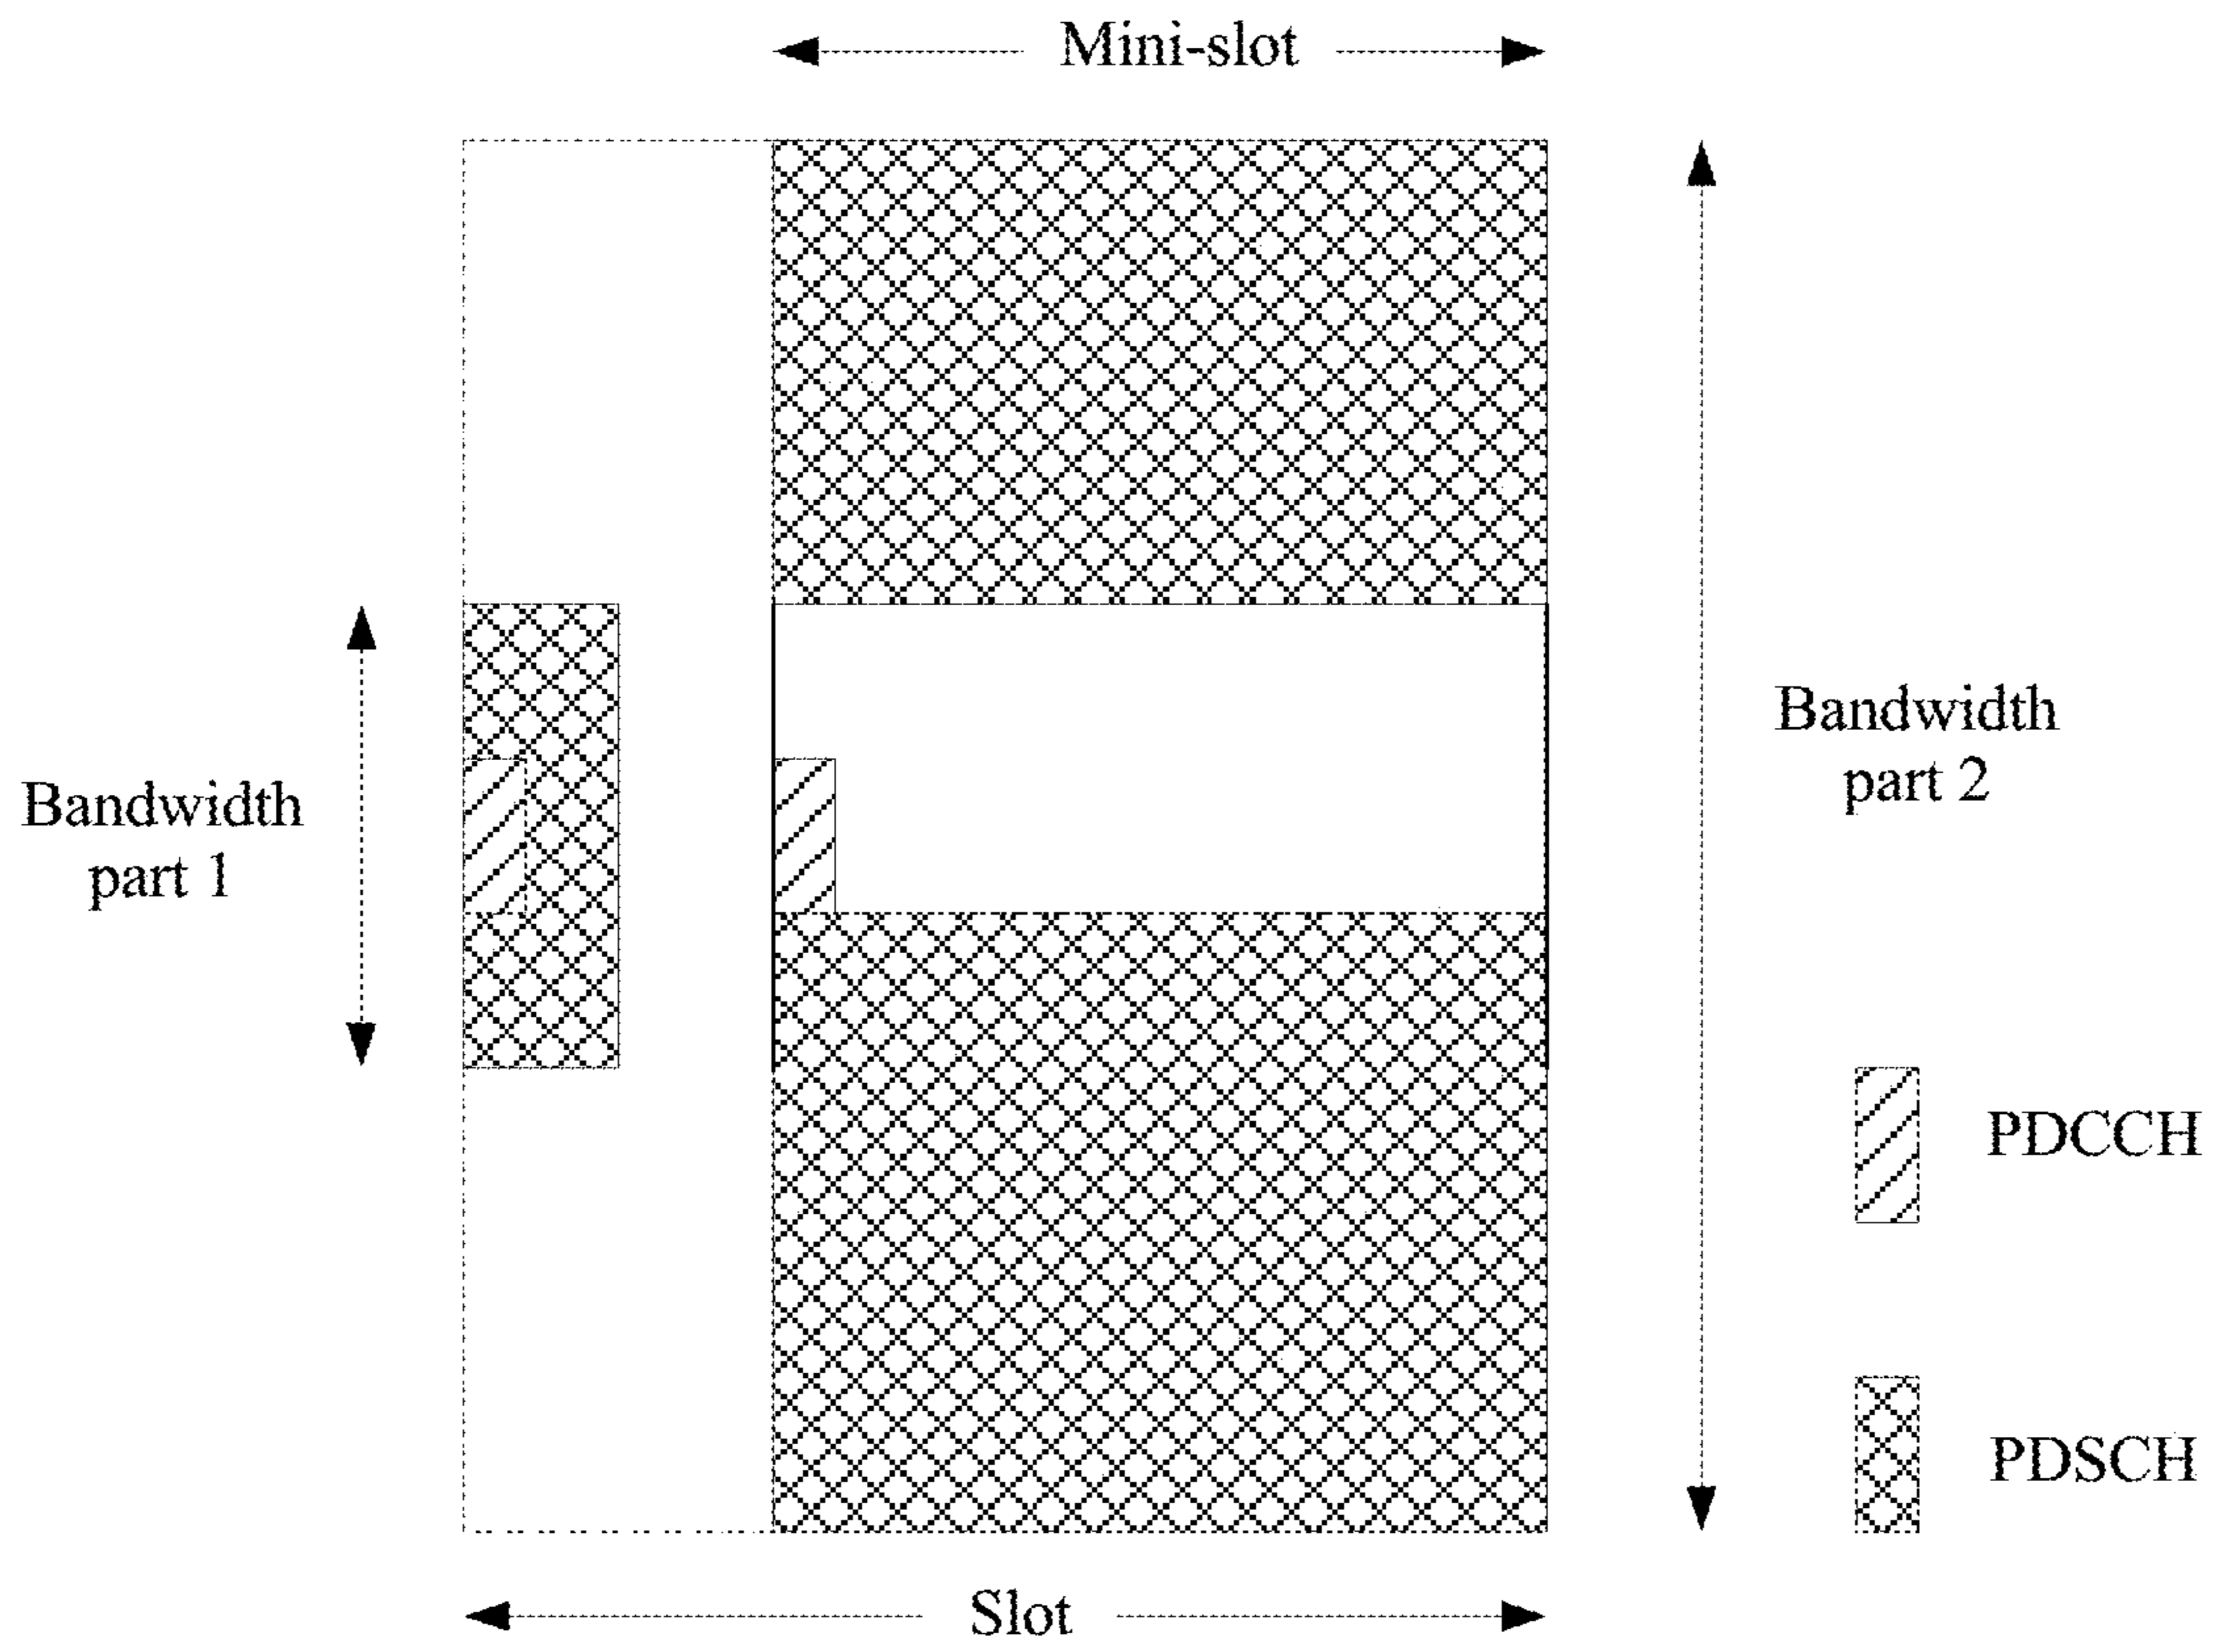 Mini-slot
Bandwidth
part 1
Bandwidth
part 2
PDCCH
PDSCH
Slot